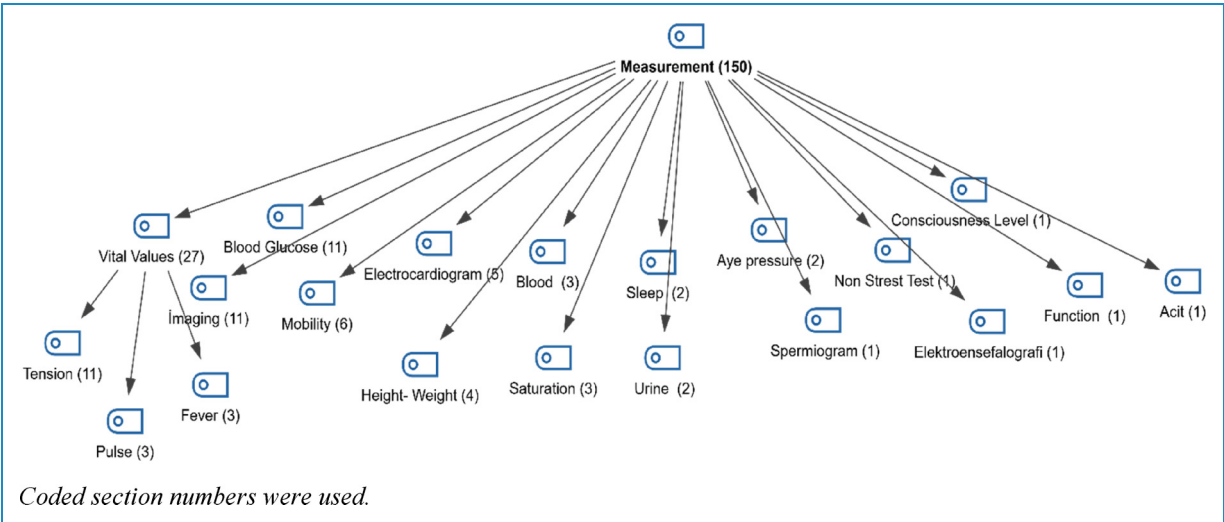 Measurement (150)
Consciousness Level (1)
Vital Values (27)
Blood Glucose (11)
Electrocardiogram (5)
Blood (3)
Aye pressure (2)
Non Strest Test (1)
Sleep (2)
İmaging (11)
Mobility (6)
Function (1)
Acit (1)
Spermiogram (1)
Elektroensefalografi (1)
Tension (11)
Height- Weight (4)
Saturation (3)
Urine (2)
Fever (3)
Pulse (3)
Coded section numbers were used.